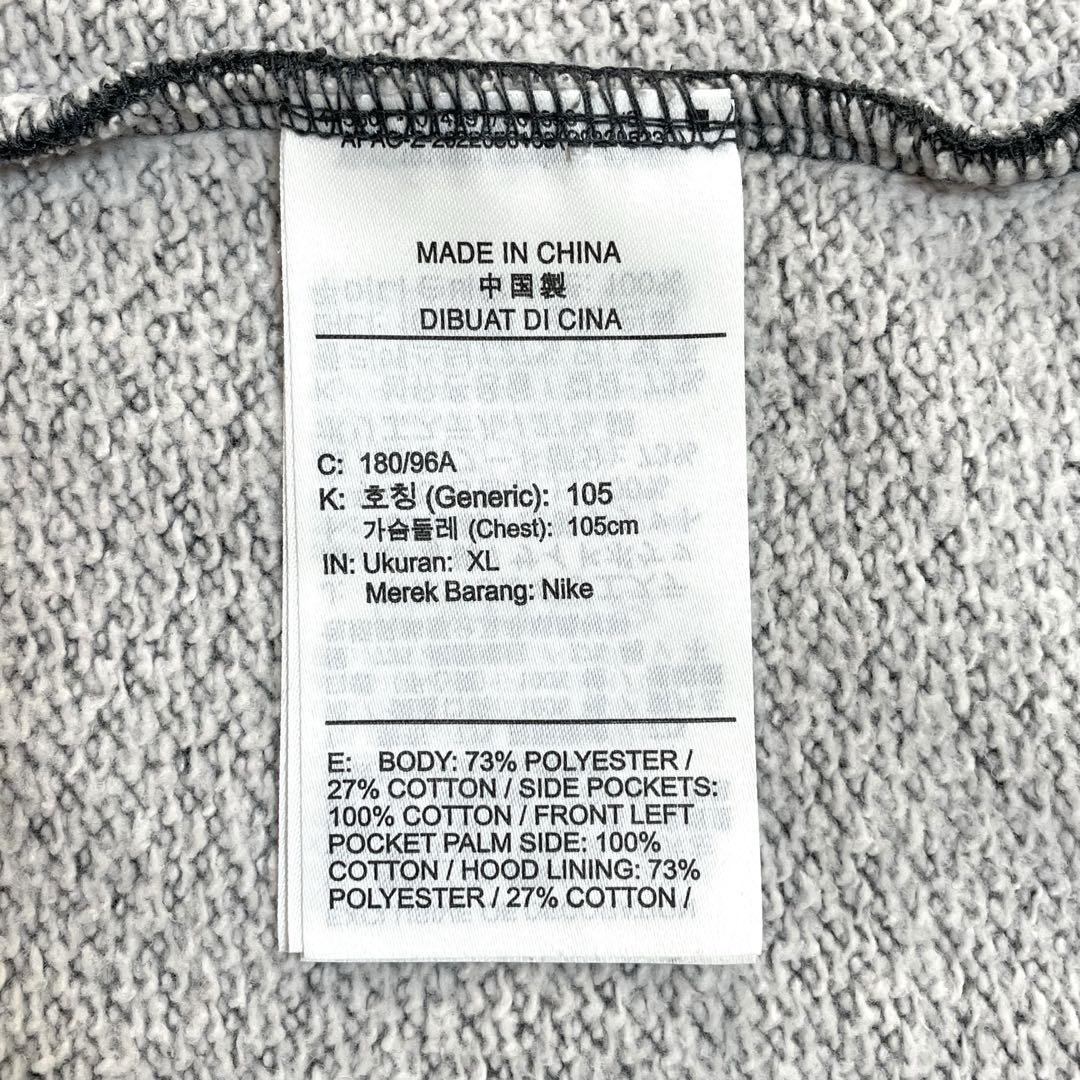 MADE IN CHINA
中国製
DIBUAT DI CINA
C: 180/96A
K: 호칭 (Generic): 105
가슴둘레 (Chest): 105cm
IN: Ukuran: XL
Merek Barang: Nike
E: BODY: 73% POLYESTER /
27% COTTON / SIDE POCKETS:
100% COTTON / FRONT LEFT
POCKET PALM SIDE: 100%
COTTON / HOOD LINING: 73%
POLYESTER / 27% COTTON /